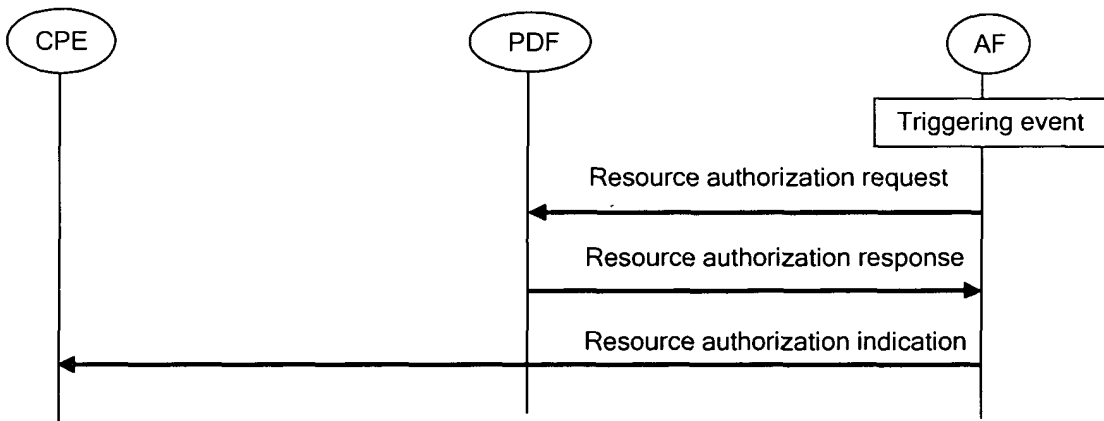 CPE
PDF
AF
Triggering event
Resource authorization request
Resource authorization response
Resource authorization indication